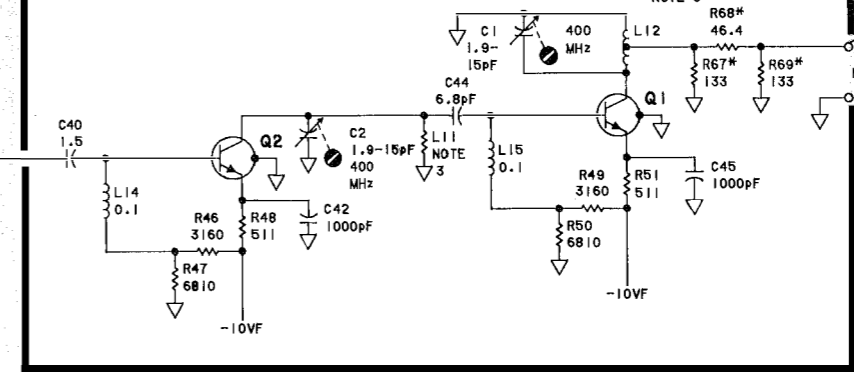 R68*
46.4
C1
1.9-
15pF
400
MHz
L12
R67*
133
R69*
133
C44
6.8pF
Q1
C40
1.5
Q2
C2
1.9-15pF
400
MHz
L11
NOTE
3
L15
0.1
L14
0.1
R49
3160
R51
511
C45
1000pF
R46
3160
R48
511
C42
1000pF
R50
6810
R47
6810
-10VF
-10VF